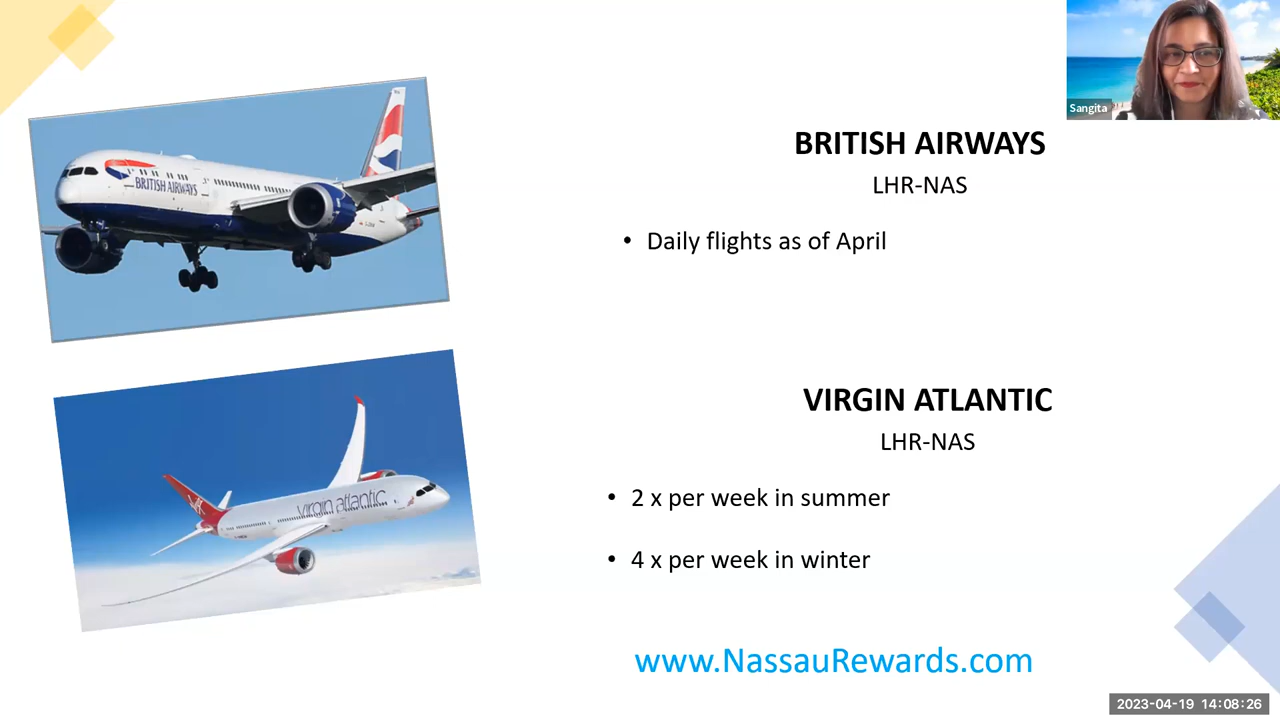 Sangita
BRITISH AIRWAYS
BRITISH AIRWAYS
LHR-NAS
• Daily flights as of April
VIRGIN ATLANTIC
LHR-NAS
virgin atlantic
• 2 x per week in summer
• 4 x per week in winter
www.NassauRewards.com
2023-04-19 14:08:26